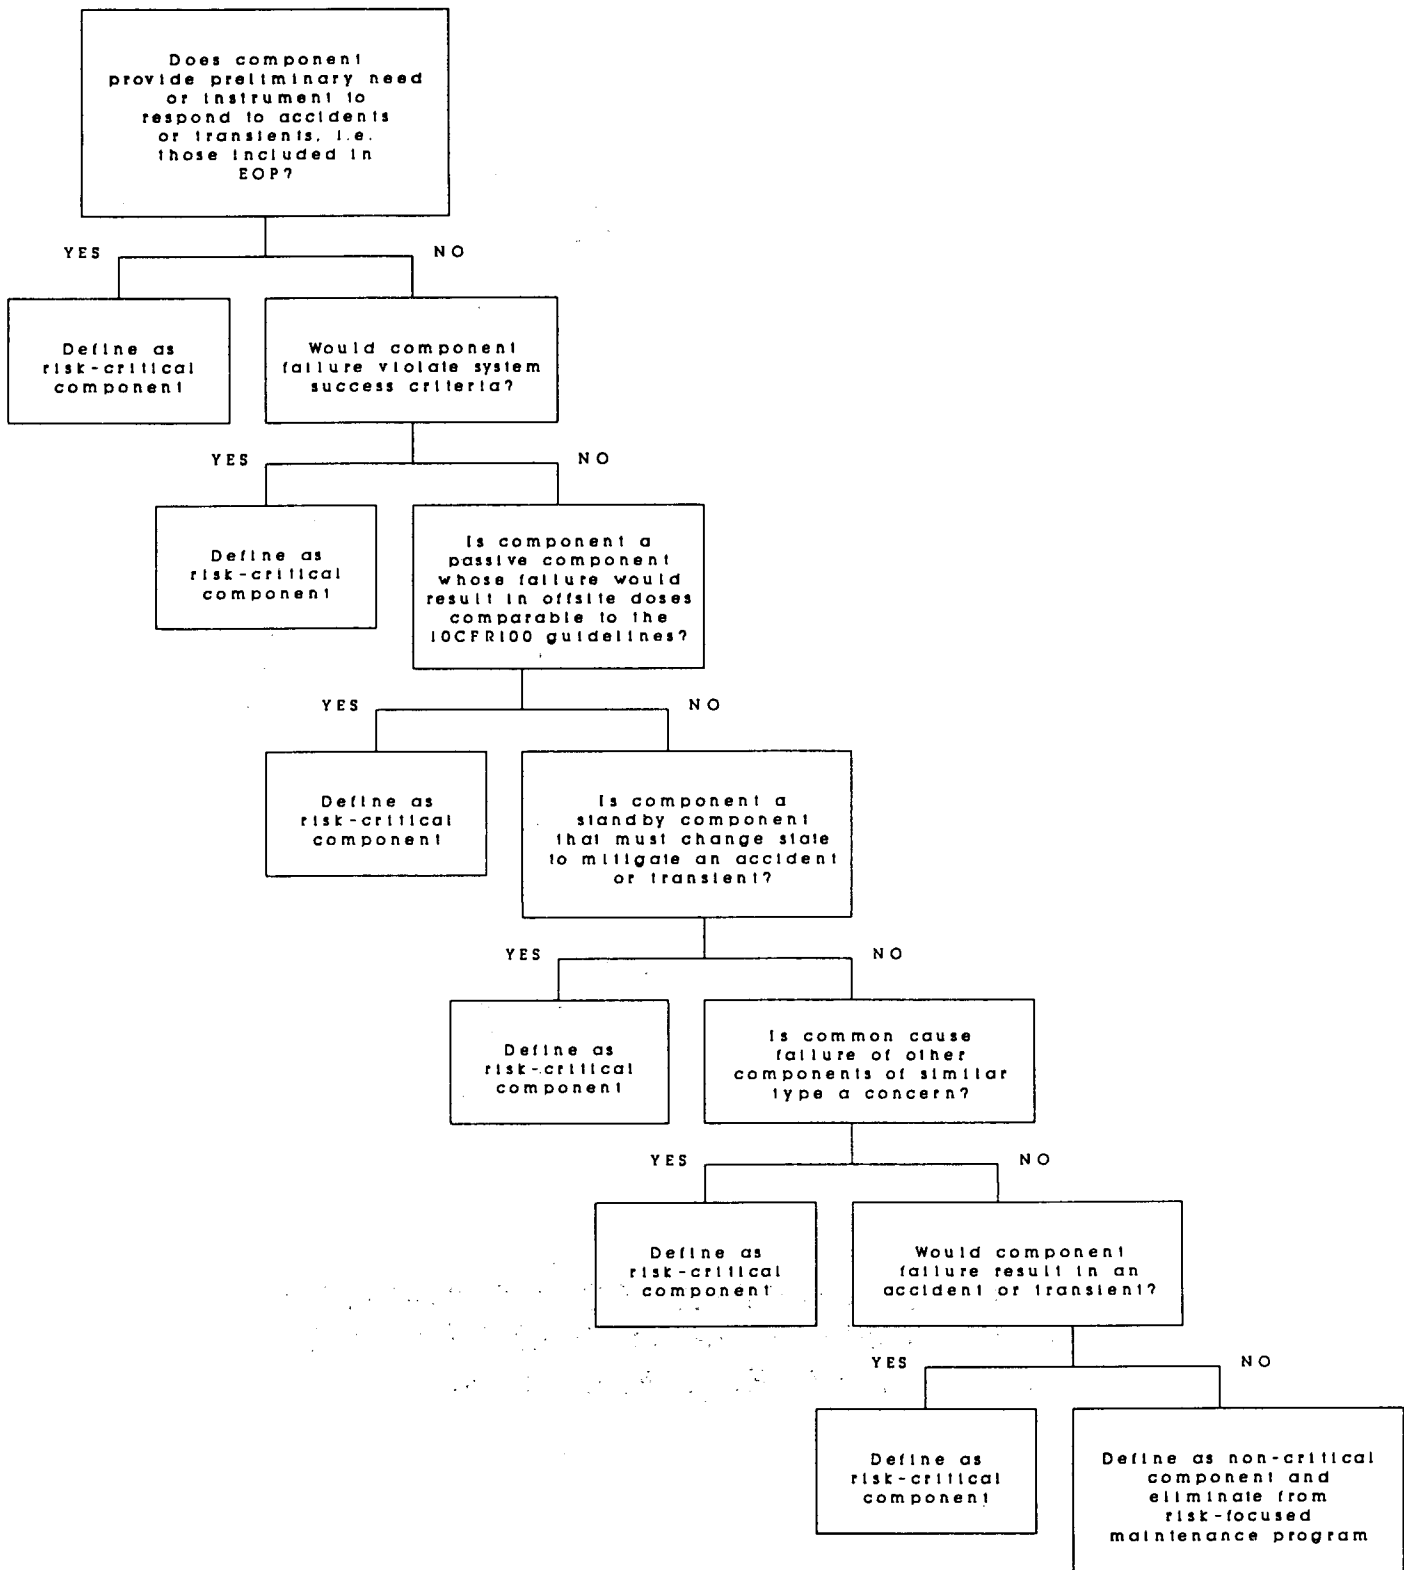 Does component
provide preliminary need
or instrument to
respond to accidents
or transients, i.e.
those included in
EOP?
YES
NO
Define as
risk-critical
component
Would component
failure violate system
success criteria?
YES
NO
Define as
risk-critical
component
Is component a
passive component
whose failure would
result in offsite doses
comparable to the
10CFR100 guidelines?
YES
NO
Define as
risk-critical
component
Is component a
standby component
that must change state
to mitigate an accident
or transient?
YES
NO
Define as
risk-critical
component
Is common cause
failure of other
components of similar
type a concern?
YES
NO
Define as
risk-critical
component
Would component
failure result in an
accident or transient?
YES
NO
Define as
risk-critical
component
Define as non-critical
component and
eliminate from
risk-focused
maintenance program